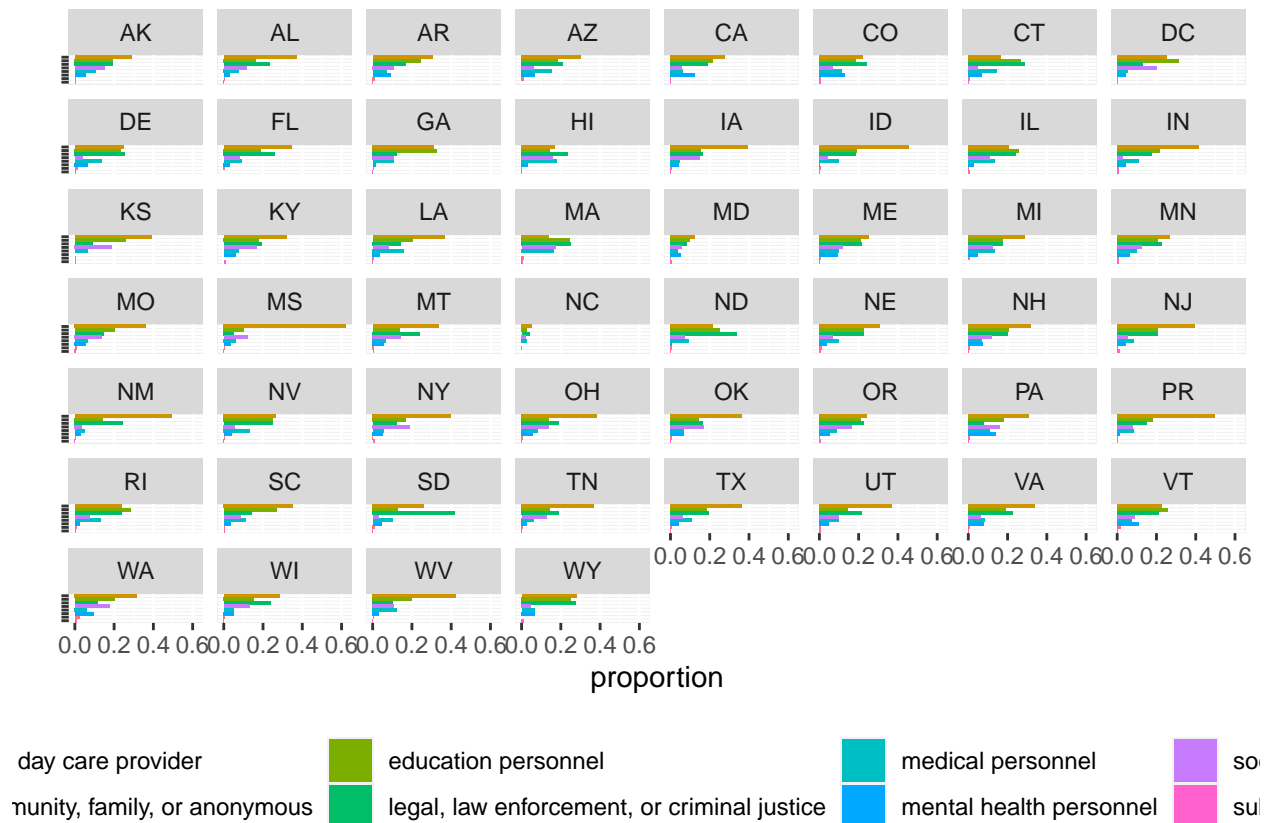 AK AL AR AZ CA CO CT DC
DE FL GA HI IA ID IL IN
KS KY LA MA MD ME MI MN
MO MS MT NC ND NE NH NJ
NM NV NY OH OK OR PA PR
RI SC SD TN TX UT VA VT
0.0 0.2 0.4 0.6 0.0 0.2 0.4 0.6 0.0 0.2 0.4 0.6 0.0 0.2 0.4 0.6
WA WI WV WY
0.0 0.2 0.4 0.6 0.0 0.2 0.4 0.6 0.0 0.2 0.4 0.6 0.0 0.2 0.4 0.6
proportion
day care provider education personnel medical personnel
family, or anonymous legal, law enforcement, or criminal justice mental health personnel